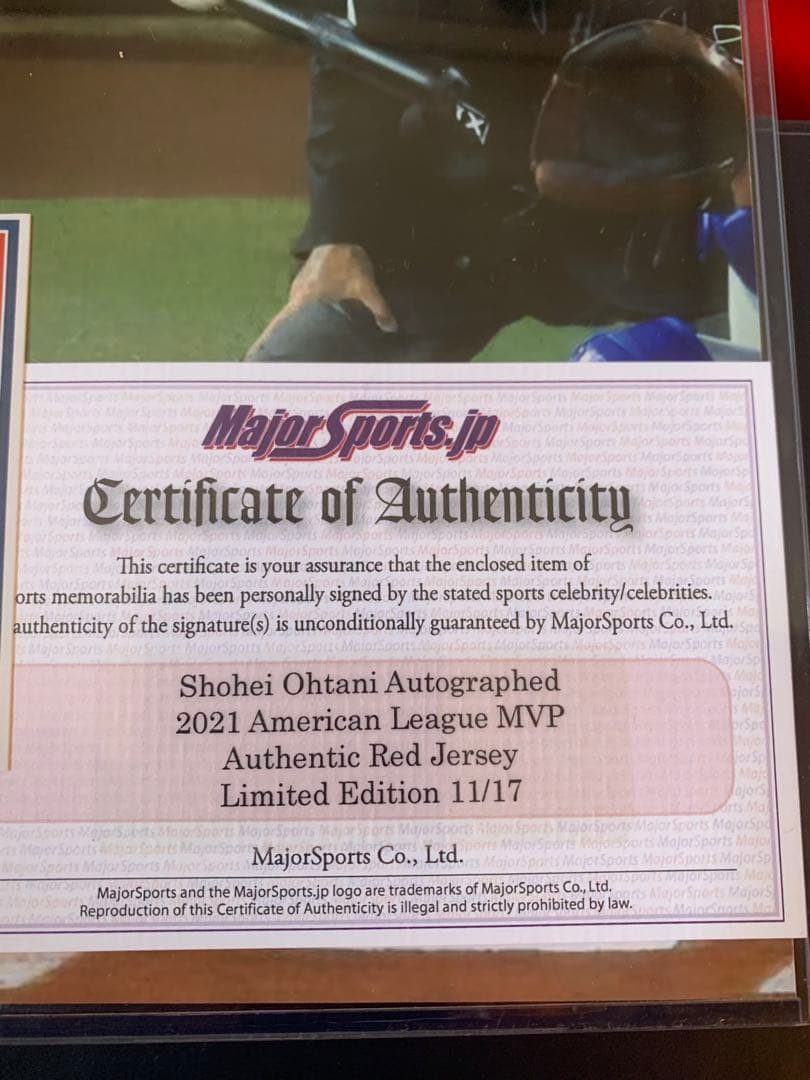 MajorSports.jp
Certificate of Authenticity
This certificate is your assurance that the enclosed item of
orts memorabilia has been personally signed by the stated sports celebrity/celebrities.
authenticity of the signature(s) is unconditionally guaranteed by MajorSports Co., Ltd.
Shohei Ohtani Autographed
2021 American League MVP
Authentic Red Jersey
Limited Edition 11/17
MajorSports Co., Ltd.
MajorSports and the MajorSports.jp logo are trademarks of MajorSports Co., Ltd.
Reproduction of this Certificate of Authenticity is illegal and strictly prohibited by law.